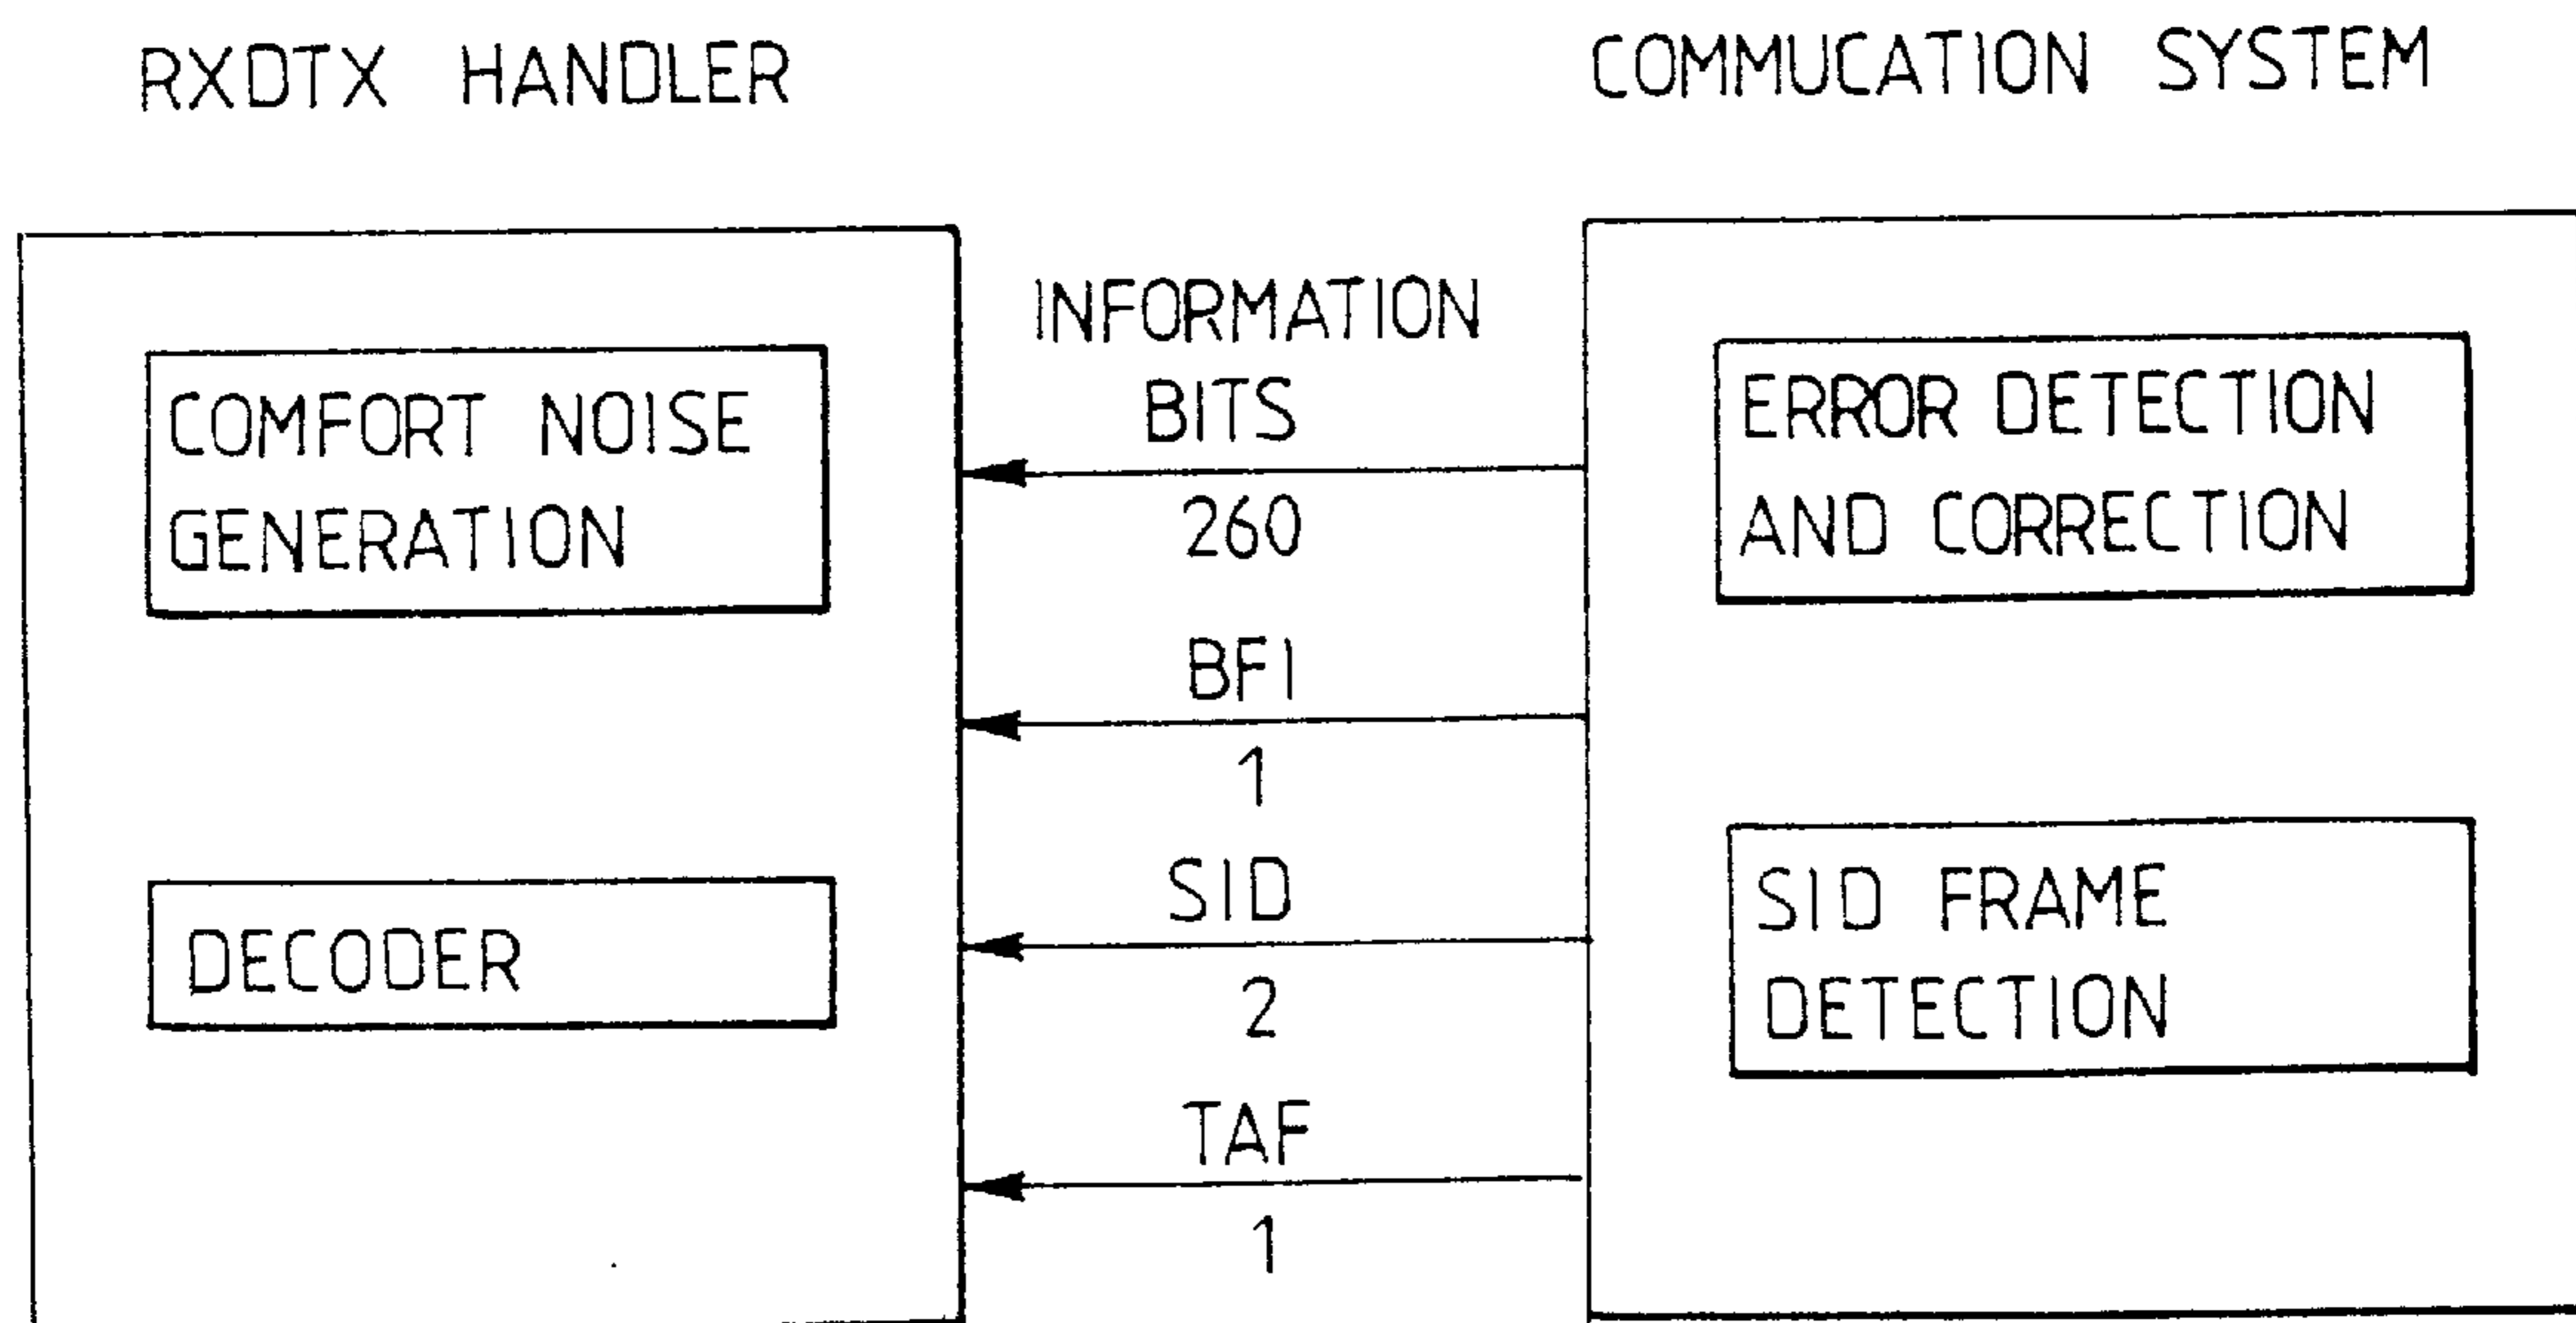 RXDTX HANDLER
COMMUCATION SYSTEM
COMFORT NOISE
GENERATION
DECODER
INFORMATION
BITS
260
BFI
1
SID
2
TAF
1
ERROR DETECTION
AND CORRECTION
SID FRAME
DETECTION